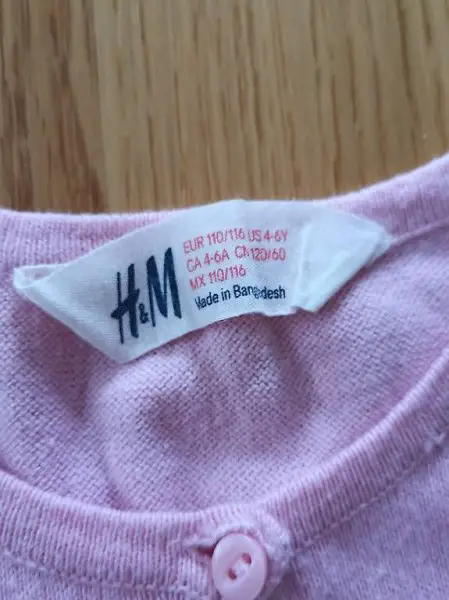 H&M
EUR 110/116 US 4-6Y
CA 4-6A CN 120/60
MX 110/116
Made in Bangladesh